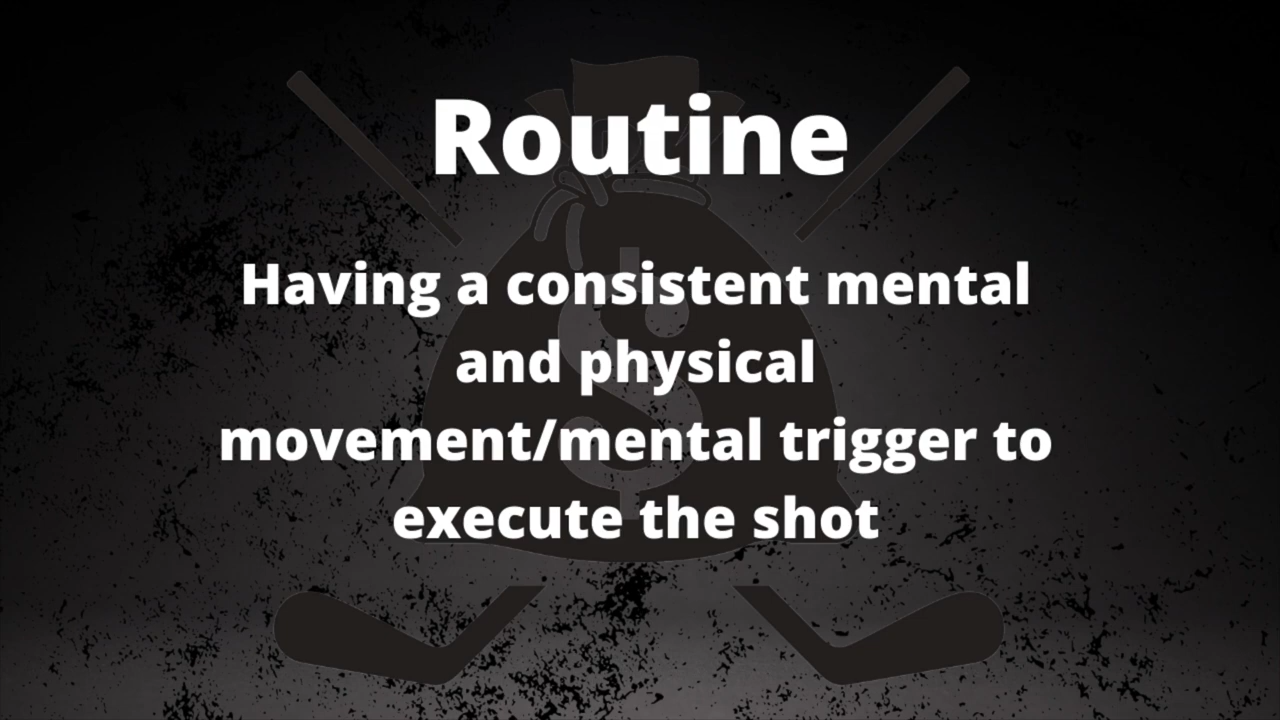 Routine
Having a consistent mental
and physical
movement/mental trigger to
execute the shot